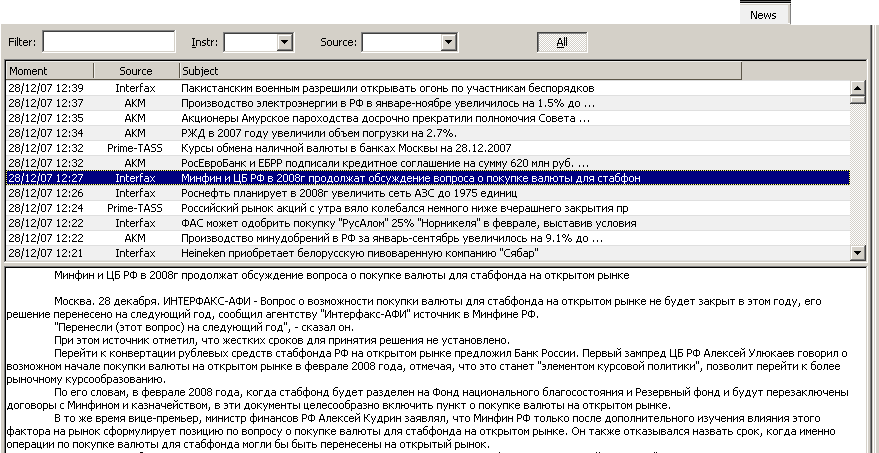 News
Filter: Instr: Source: All
Moment Source Subject
28/12/07 12:39 Interfax Пакистанским военным разрешили открывать огонь по участникам беспорядков
28/12/07 12:37 AKM Производство электроэнергии в РФ в январе-ноябре увеличилось на 1.5% до ...
28/12/07 12:35 AKM Акционеры Амурское пароходства досрочно прекратили полномочия Совета ...
28/12/07 12:34 AKM РЖД в 2007 году увеличили объем погрузки на 2.7%.
28/12/07 12:32 Prime-TASS Курсы обмена наличной валюты в банках Москвы на 28.12.2007
28/12/07 12:32 AKM РосЕвроБанк и ЕБРР подписали кредитное соглашение на сумму 620 млн руб. ...
28/12/07 12:27 Interfax Минфин и ЦБ РФ в 2008г продолжат обсуждение вопроса о покупке валюты для стабфон
28/12/07 12:26 Interfax Роснефть планирует в 2008г увеличить сеть АЗС до 1975 единиц
28/12/07 12:24 Prime-TASS Российский рынок акций с утра вяло колебался немного ниже вчерашнего закрытия пр
28/12/07 12:22 Interfax ФАС может одобрить покупку "РусАлом" 25% "Норникеля" в феврале, выставив условия
28/12/07 12:22 AKM Производство минудобрений в РФ за январь-сентябрь увеличилось на 9.1% до ...
28/12/07 12:21 Interfax Heineken приобретает белорусскую пивоваренную компанию "Сябар"
Минфин и ЦБ РФ в 2008г продолжат обсуждение вопроса о покупке валюты для стабфонда на открытом рынке
Москва. 28 декабря. ИНТЕРФАКС-АФИ - Вопрос о возможности покупки валюты для стабфонда на открытом рынке не будет закрыт в этом году, его
решение перенесено на следующий год, сообщил агентству "Интерфакс-АФИ" источник в Минфине РФ.
"Перенесли (этот вопрос) на следующий год", - сказал он.
При этом источник отметил, что жестких сроков для принятия решения не установлено.
Перейти к конвертации рублевых средств стабфонда РФ на открытом рынке предложил Банк России. Первый зампред ЦБ РФ Алексей Улюкаев говорил о
возможном начале покупки валюты на открытом рынке в феврале 2008 года, отмечая, что это станет "элементом курсовой политики", позволит перейти к более
рыночному курсообразованию.
По его словам, в феврале 2008 года, когда стабфонд будет разделен на Фонд национального благосостояния и Резервный фонд и будут перезаключены
договоры с Минфином и казначейством, в эти документы целесообразно включить пункт о покупке валюты на открытом рынке.
В то же время вице-премьер, министр финансов РФ Алексей Кудрин заявлял, что Минфин РФ только после дополнительного изучения влияния этого
фактора на рынок сформулирует позицию по вопросу о покупке валюты для стабфонда на открытом рынке. Он также отказывался назвать срок, когда именно
операции по покупке валюты для стабфонда могли бы быть перенесены на открытый рынок.